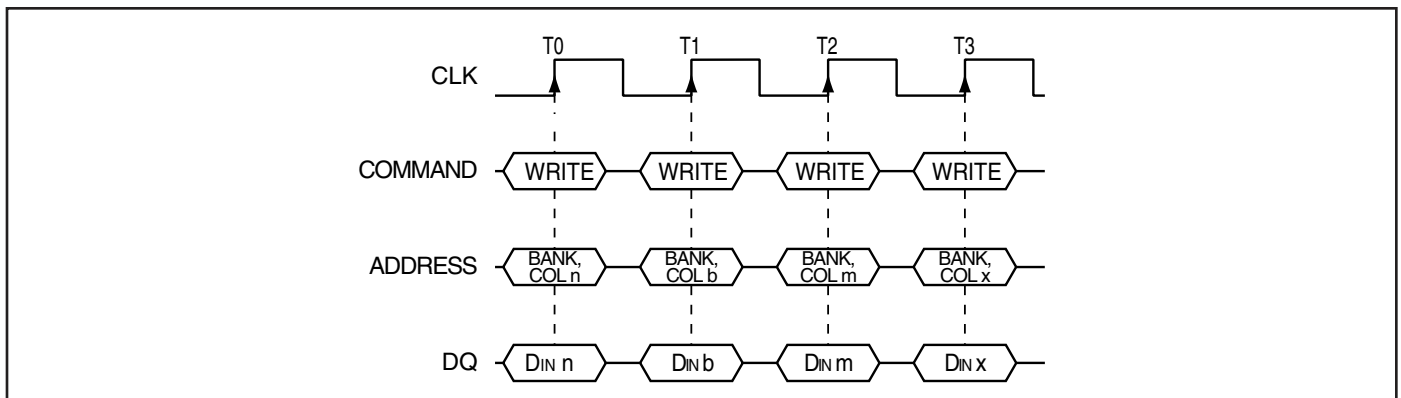 T0 T1 T2 T3
CLK
COMMAND WRITE WRITE WRITE WRITE
ADDRESS BANK, COL n BANK, COL b BANK, COL m BANK, COL x
DQ DIN n DIN b DIN m DIN x